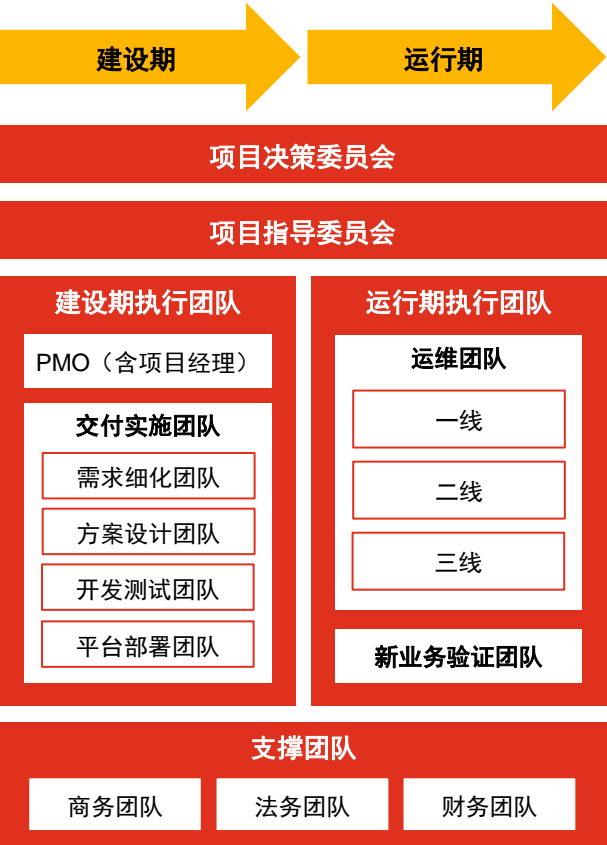 建设期
运行期
项目决策委员会
项目指导委员会
建设期执行团队
PMO（含项目经理）
交付实施团队
需求细化团队
方案设计团队
开发测试团队
平台部署团队
运行期执行团队
运维团队
一线
二线
三线
新业务验证团队
支撑团队
商务团队
法务团队
财务团队